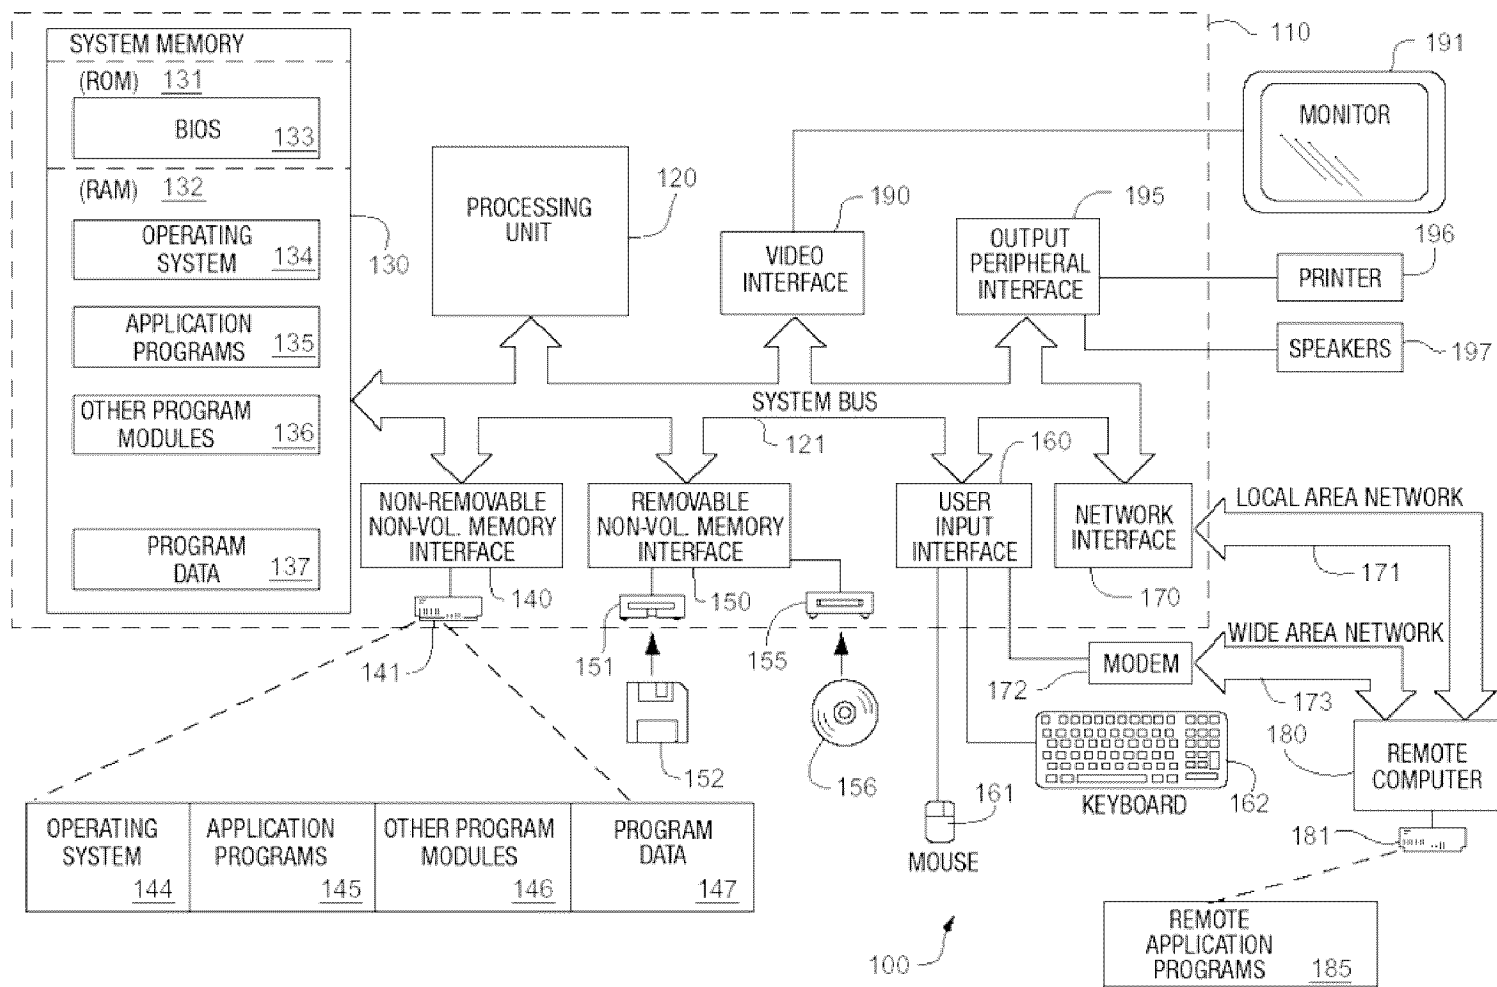 SYSTEM MEMORY
(ROM) 131
BIOS 133
(RAM) 132
OPERATING
SYSTEM 134
APPLICATION
PROGRAMS 135
OTHER PROGRAM
MODULES 136
PROGRAM
DATA 137
130
PROCESSING
UNIT
120
VIDEO
INTERFACE
190
OUTPUT
PERIPHERAL
INTERFACE
195
110
MONITOR
191
PRINTER
196
SPEAKERS
197
SYSTEM BUS
121
NON-REMOVABLE
NON-VOL. MEMORY
INTERFACE
140
141
REMOVABLE
NON-VOL. MEMORY
INTERFACE
150
151
152
155
156
USER
INPUT
INTERFACE
160
NETWORK
INTERFACE
170
LOCAL AREA NETWORK
171
WIDE AREA NETWORK
173
MODEM
172
KEYBOARD
162
MOUSE
161
REMOTE
COMPUTER
180
181
REMOTE
APPLICATION
PROGRAMS 185
OPERATING
SYSTEM
144
APPLICATION
PROGRAMS
145
OTHER PROGRAM
MODULES
146
PROGRAM
DATA
147
100